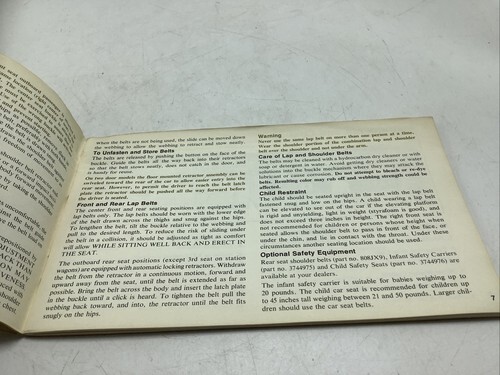 When the belts are not being used, the slide can be moved down
the webbing to allow the webbing to retract and stow neatly.
To Unfasten and Store Belts
The belts are released by pushing the button on the face of the
buckle. Guide the belts all the way back into their retractors
so that the belt stows neatly, does not catch in the door, and
is handy for reuse.
On two door models the floor mounted retractor assembly can be
swiveled toward the rear of the car to allow easier entry into the
rear seat. However, to permit the driver to reach the belt latch
plate the retractor should be pushed all the way forward before
the driver is seated.
Front and Rear Lap Belts
The center front and rear seating positions are equipped with
lap belts only. The lap belts should be worn with the lower edge
of the belt drawn across the thighs and snug against the hips.
To lengthen the belt, tilt the buckle relative to the webbing and
pull to the desired length. To reduce the risk of sliding under
the belt in a collision, it should be adjusted as tight as comfort
will allow WHILE SITTING WELL BACK AND ERECT IN
THE SEAT.
The outboard rear seat positions (except 3rd seat on station
wagons) are equipped with automatic locking retractors. Withdraw
the belt from the retractor in a continuous motion, forward and
upward away from the seat, until the belt is extended as far as
possible. Bring the belt across the body and insert the latch plate
in the buckle until a click is heard. To tighten the belt pull the
webbing back toward, and into, the retractor until the belt fits
snugly on the hips.
Warning
Never use the same lap belt on more than one person at a time.
Wear the shoulder portion of the combination lap and shoulder
belt over the shoulder and not under the arm.
Care of Lap and Shoulder Belts
The belts may be cleaned with a hydrocarbon dry cleaner or with
soap or detergent in water. Avoid getting dry cleaners or water
solutions into the buckle mechanism where they may attack the
lubricant or cause corrosion. Do not attempt to bleach or re-dye
belts. Resulting color may rub off and webbing strength could be
affected.
Child Restraint
The child should be seated upright in the seat with the lap belt
fastened snug and low on the hips. A child wearing a lap belt
can be elevated to see out of the car if the elevating platform
is rigid and unyielding, light in weight (styrafoam is good), and
does not exceed three inches in height. The right front seat is
not recommended for children or persons whose height when
seated allows the shoulder belt to pass in front of the face, or
under the chin, and lie in contact with the throat. Under these
circumstances another seating location should be used.
Optional Safety Equipment
Rear seat shoulder belts (part no. 80KIK9), Infant Safety Carriers
(part no. 3744975) and Child Safety Seats (part no. 3744976) are
available at your dealers.
The infant safety carrier is suitable for babies weighing up to
20 pounds. The child car seat is recommended for children up
to 45 inches tall weighing between 21 and 50 pounds. Larger chil-
dren should use the car seat belts.
7